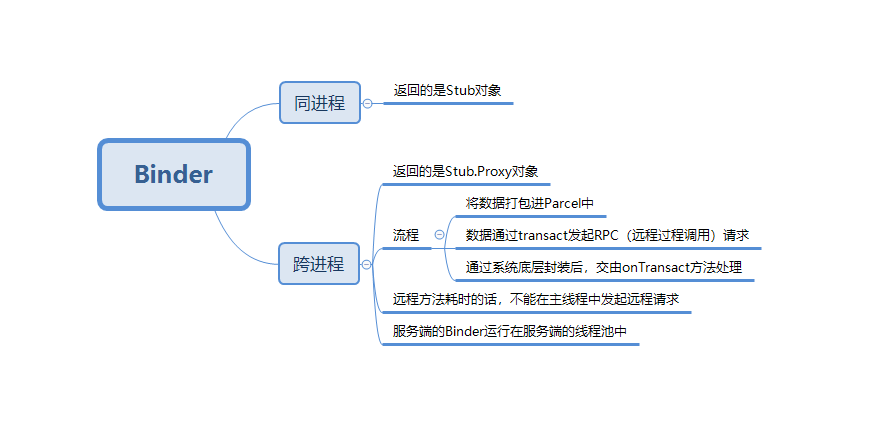 Binder
同进程
返回的是Stub对象
跨进程
返回的是Stub.Proxy对象
流程
将数据打包进Parcel中
数据通过transact发起RPC（远程过程调用）请求
通过系统底层封装后，交由onTransact方法处理
远程方法耗时的话，不能在主线程中发起远程请求
服务端的Binder运行在服务端的线程池中